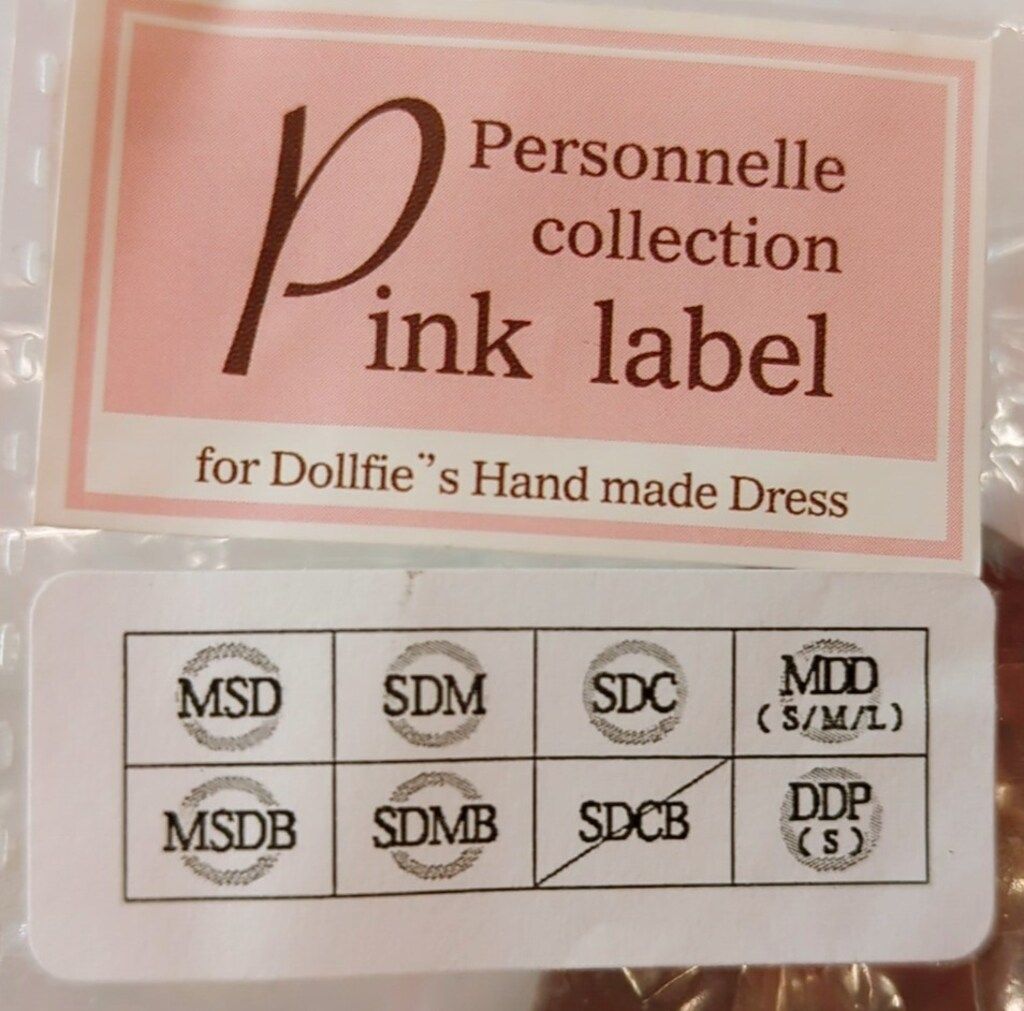 Personnelle
collection
Pink label
for Dollfie"s Hand made Dress
MSD SDM SDC MDD
(S/M/L)
MSDB SDMB SDCB DDP
(S)